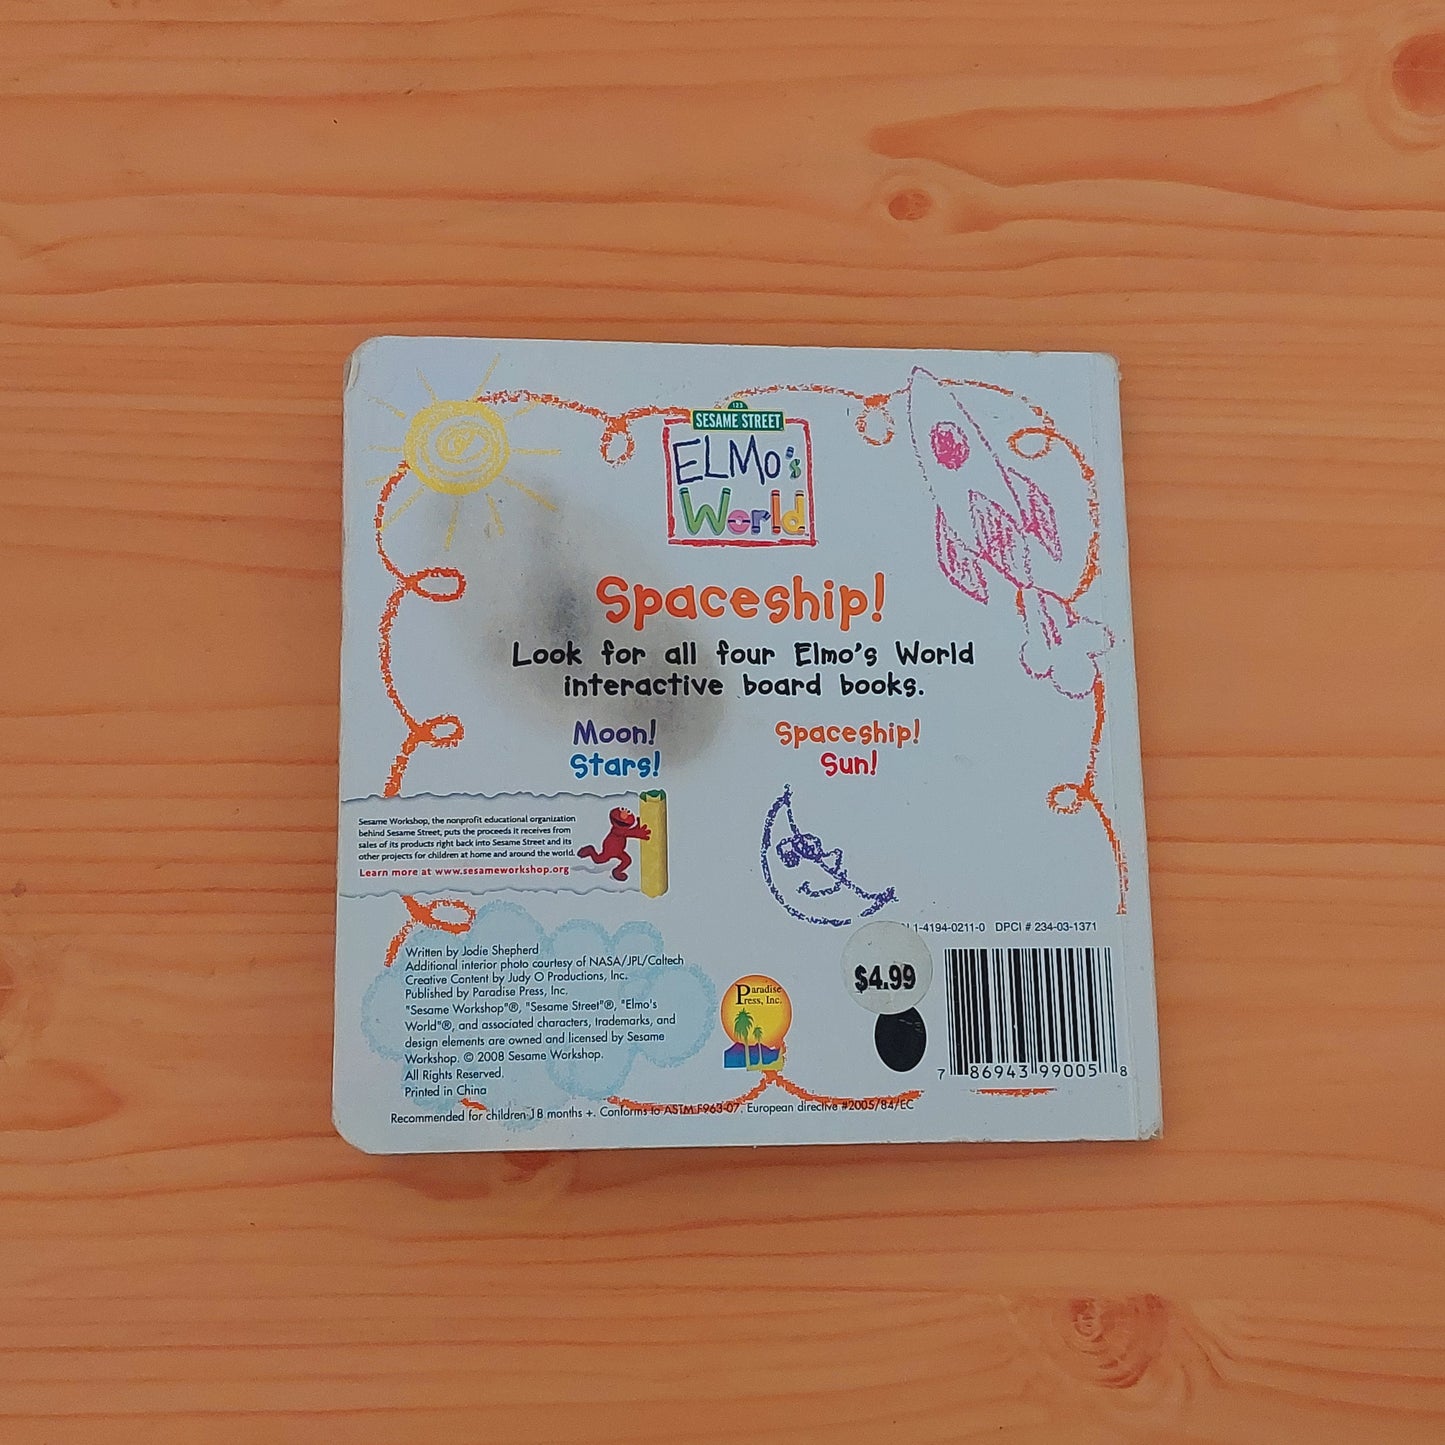 123
SESAME STREET
ELMO's
World
Spaceship!
Look for all four Elmo's World
interactive board books.
Moon!
Stars!
Spaceship!
Sun!
Sesame Workshop, the nonprofit educational organization
behind Sesame Street, puts the proceeds it receives from
sales of its products right back into Sesame Street and its
other projects for children at home and around the world.
Learn more at www.sesameworkshop.org
Written by Jodie Shepherd
Additional interior photo courtesy of NASA/JPL/Caltech
Creative Content by Judy O Productions, Inc.
Published by Paradise Press, Inc.
"Sesame Workshop"®, "Sesame Street"®, "Elmo's
World"®, and associated characters, trademarks, and
design elements are owned and licensed by Sesame
Workshop. © 2008 Sesame Workshop.
All Rights Reserved.
Printed in China
Recommended for children 18 months +. Conforms to ASTM F963-07. European directive #2005/84/EC
Paradise
Press, Inc.
1-4194-0211-0 DPCI # 234-03-1371
$4.99
7 86943 99005 8